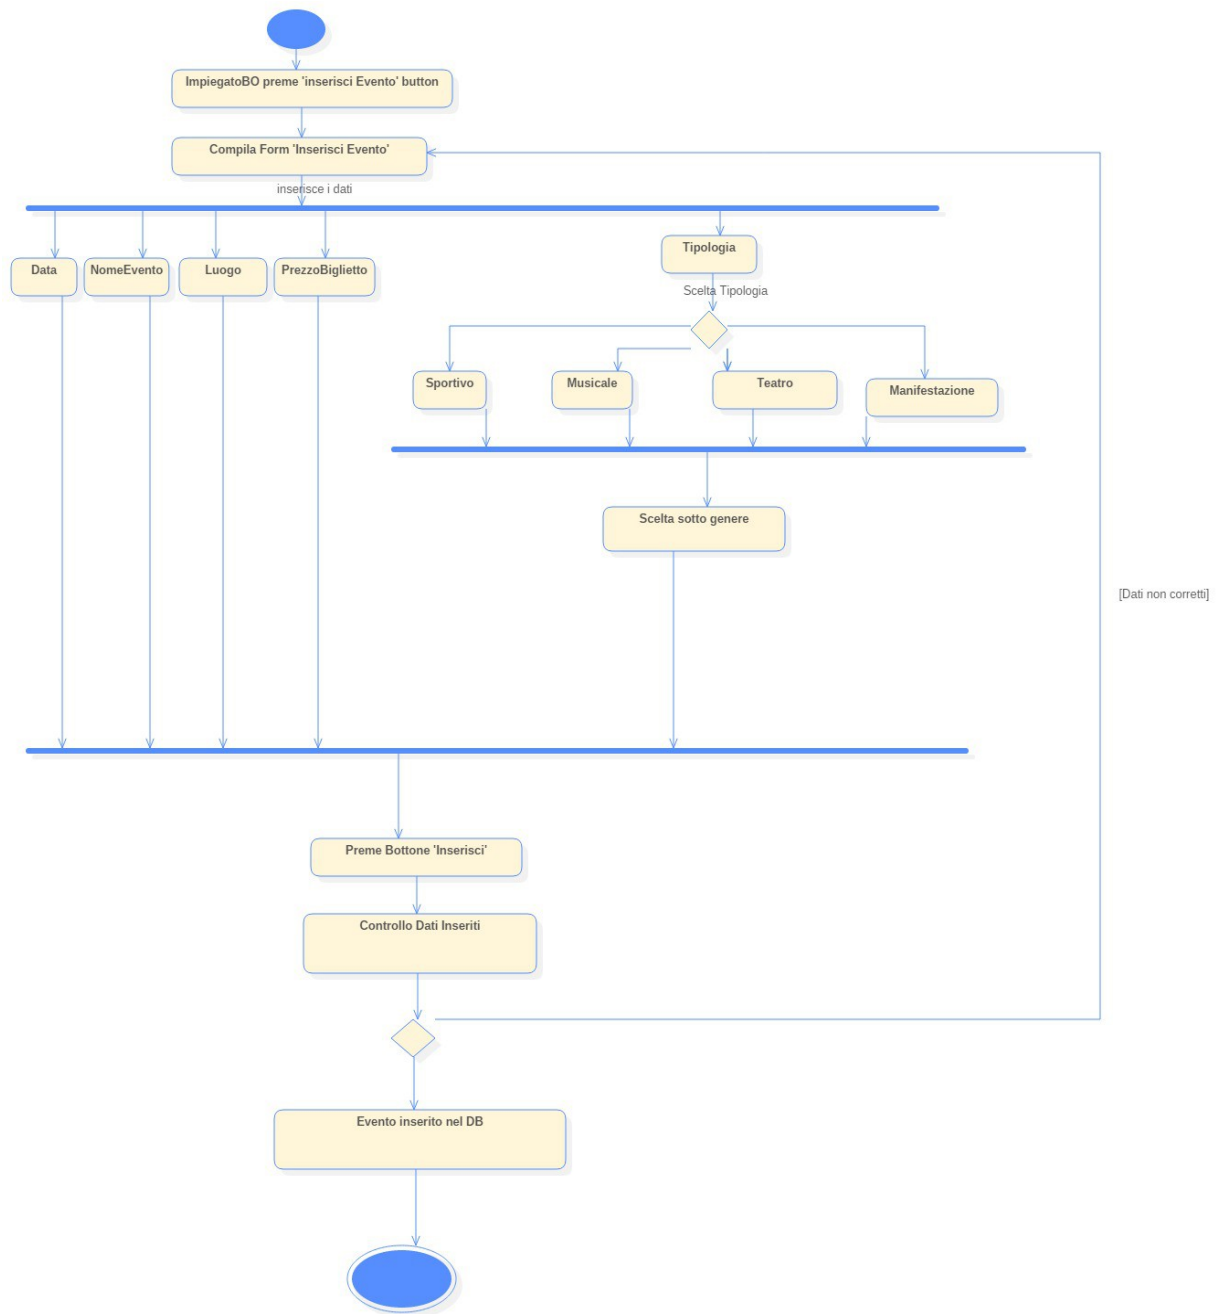 ImpiegatoBO preme 'inserisci Evento' button
Compila Form 'Inserisci Evento'
inserisce i dati
Data
NomeEvento
Luogo
PrezzoBiglietto
Tipologia
Scelta Tipologia
Sportivo
Musicale
Teatro
Manifestazione
Scelta sotto genere
[Dati non corretti]
Preme Bottone 'Inserisci'
Controllo Dati Inseriti
Evento inserito nel DB